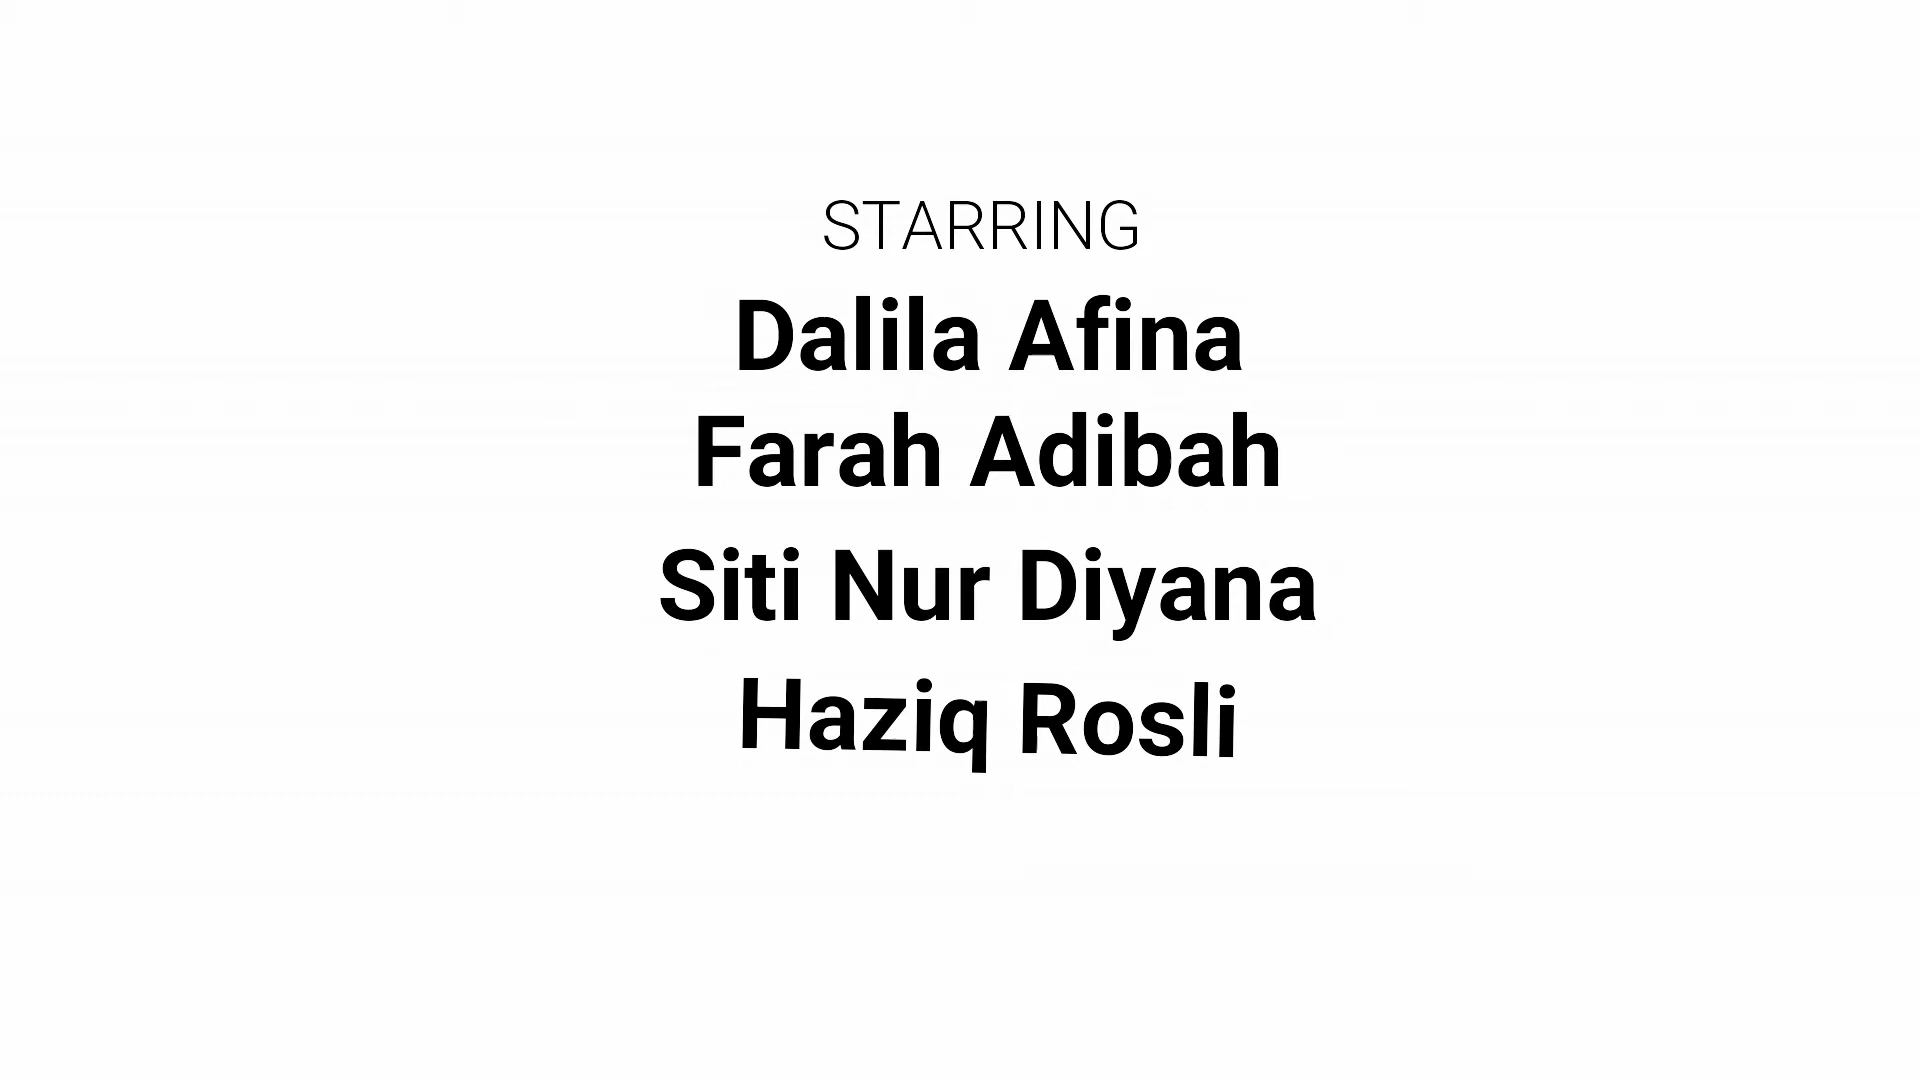 STARRING
Dalila Afina
Farah Adibah
Siti Nur Diyana
Haziq Rosli